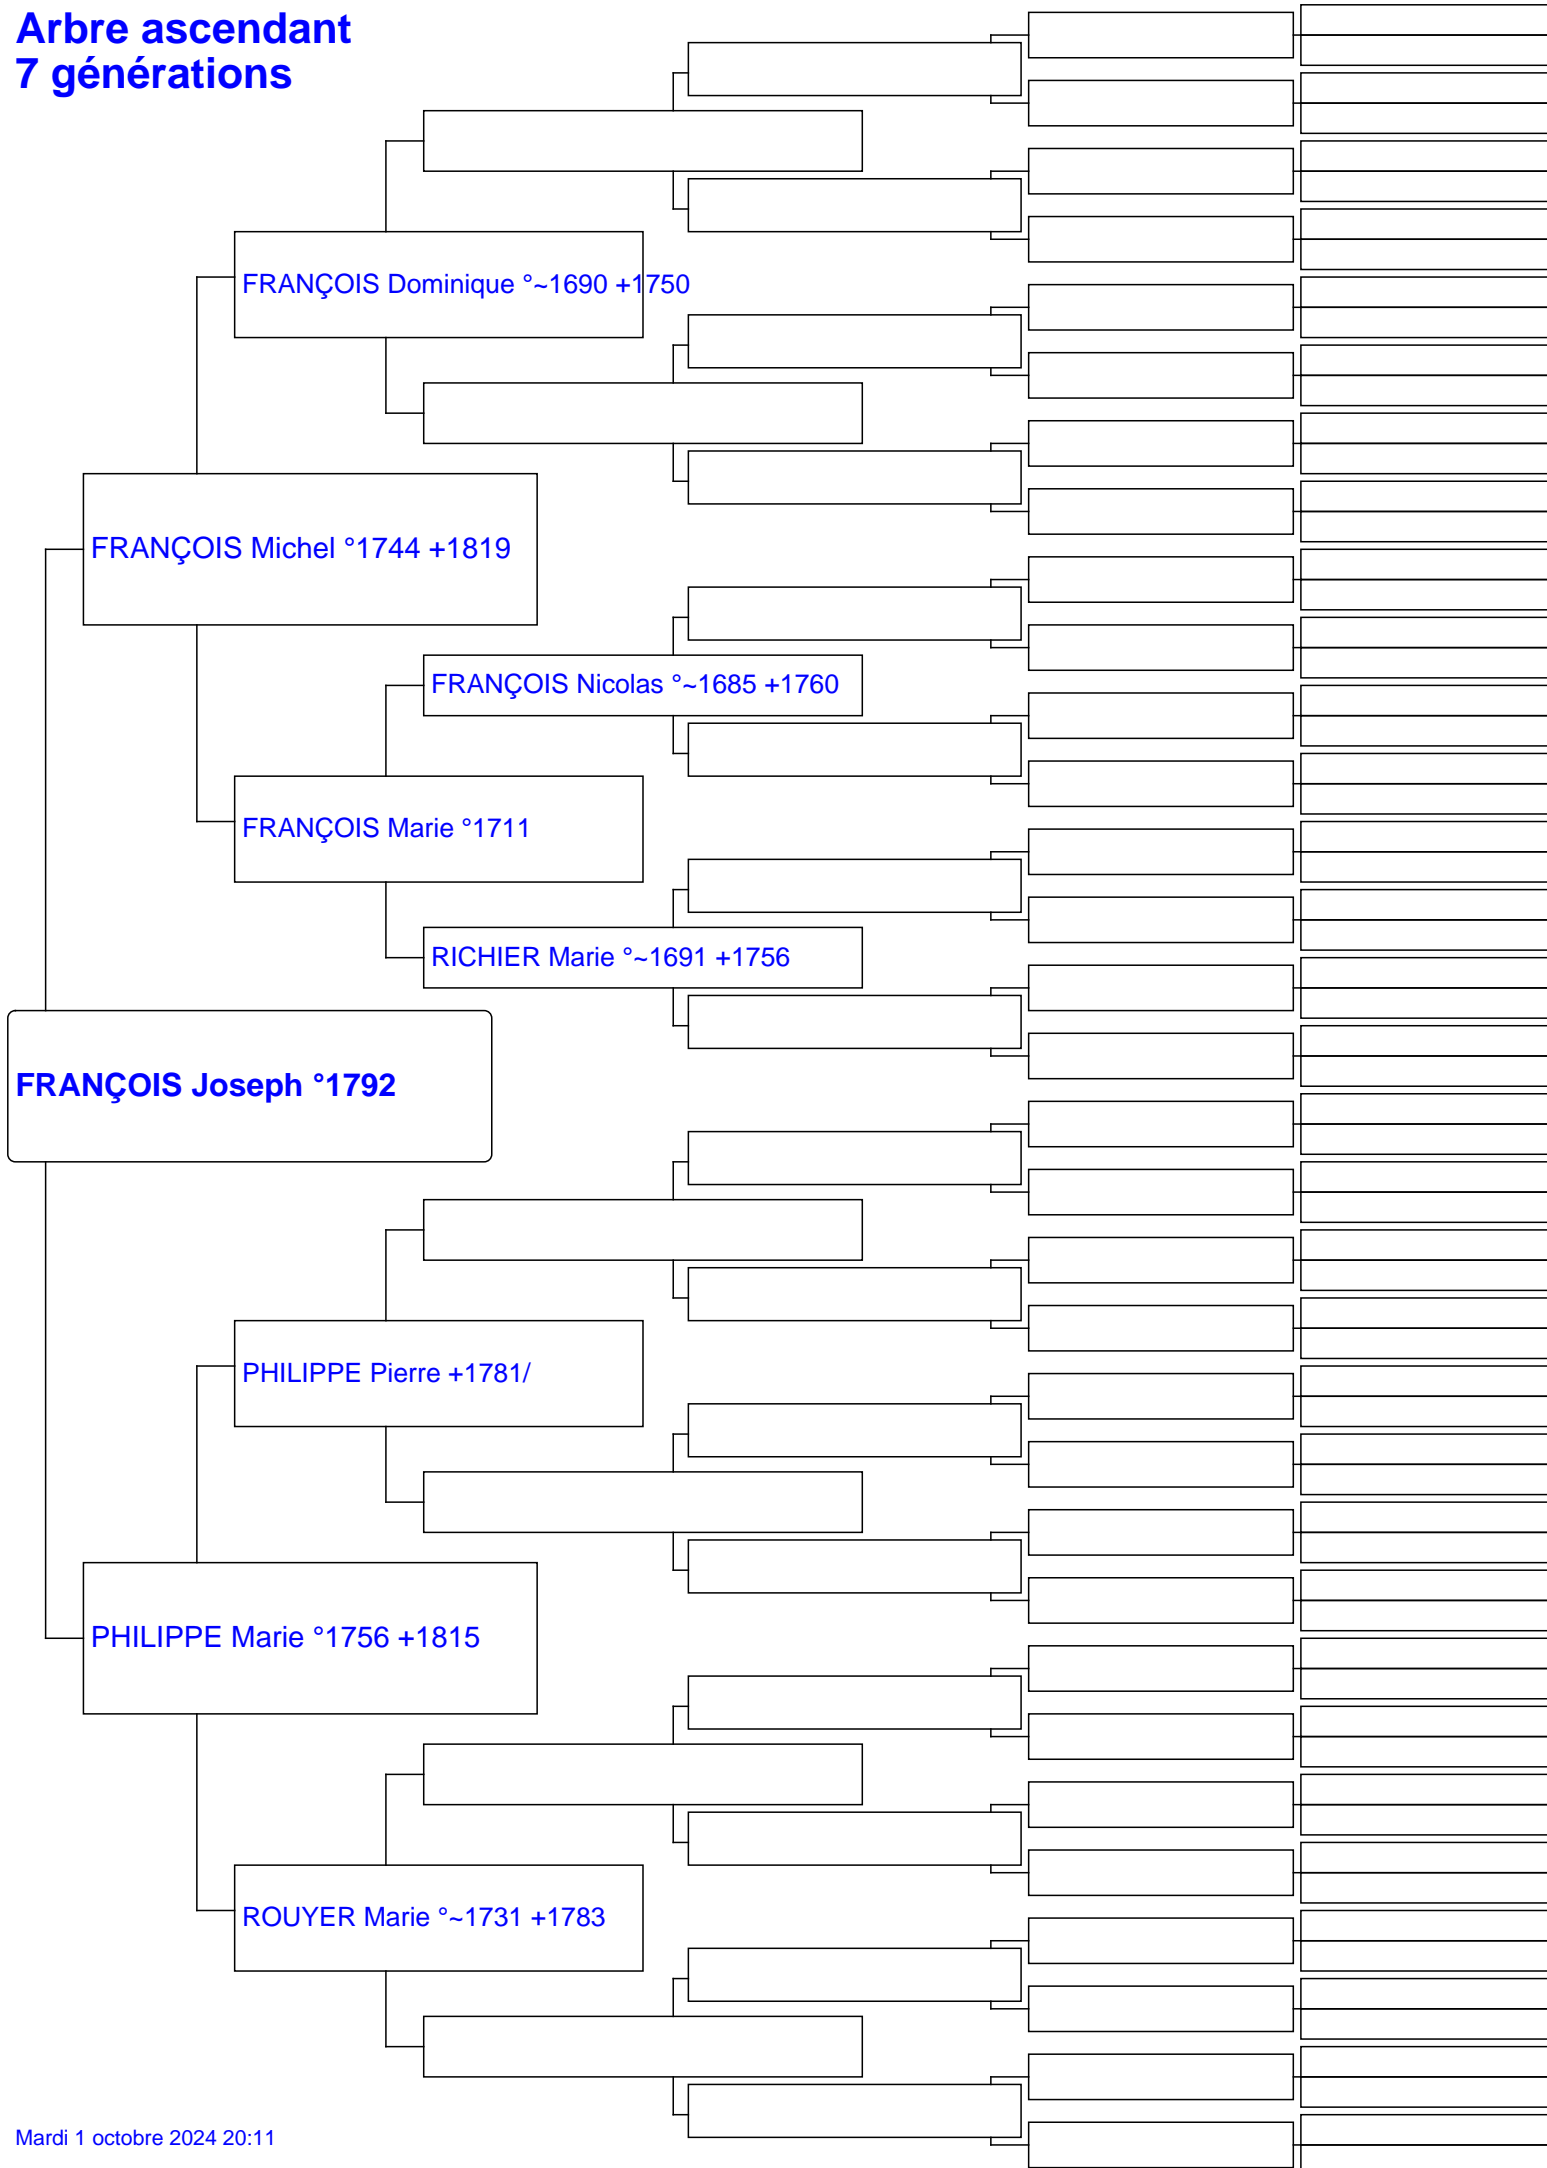 Arbre ascendant
7 générations
FRANÇOIS Dominique °~1690 +1750
FRANÇOIS Michel °1744 +1819
FRANÇOIS Nicolas °~1685 +1760
FRANÇOIS Marie °1711
RICHIER Marie °~1691 +1756
FRANÇOIS Joseph °1792
PHILIPPE Pierre +1781/
PHILIPPE Marie °1756 +1815
ROUYER Marie °~1731 +1783
Mardi 1 octobre 2024 20:11